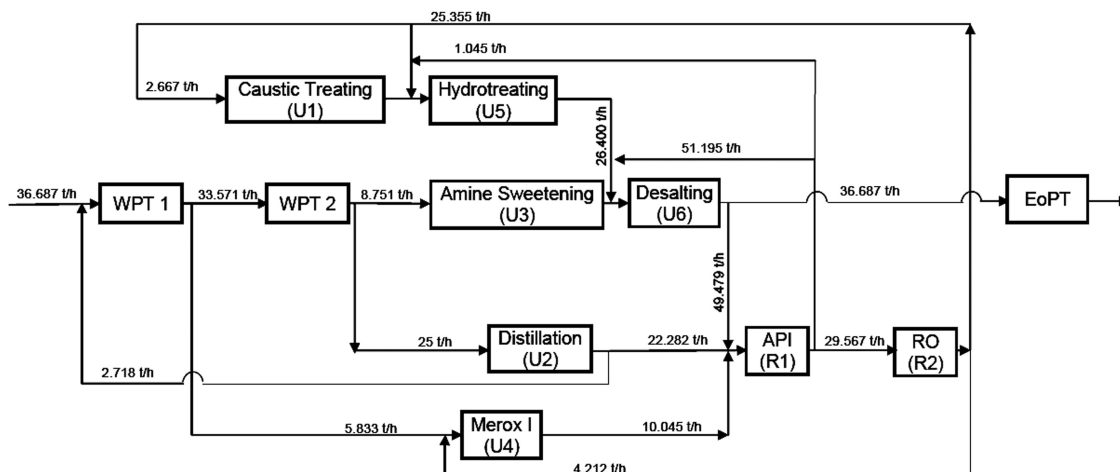 25.355 t/h
1.045 t/h
2.667 t/h
Caustic Treating
(U1)
Hydrotreating
(U5)
26.400 t/h
51.195 t/h
36.687 t/h
WPT 1
33.571 t/h
WPT 2
8.751 t/h
Amine Sweetening
(U3)
Desalting
(U6)
36.687 t/h
EoPT
49.479 t/h
25 t/h
Distillation
(U2)
22.282 t/h
API
(R1)
29.567 t/h
RO
(R2)
2.718 t/h
5.833 t/h
Merox I
(U4)
10.045 t/h
4.212 t/h